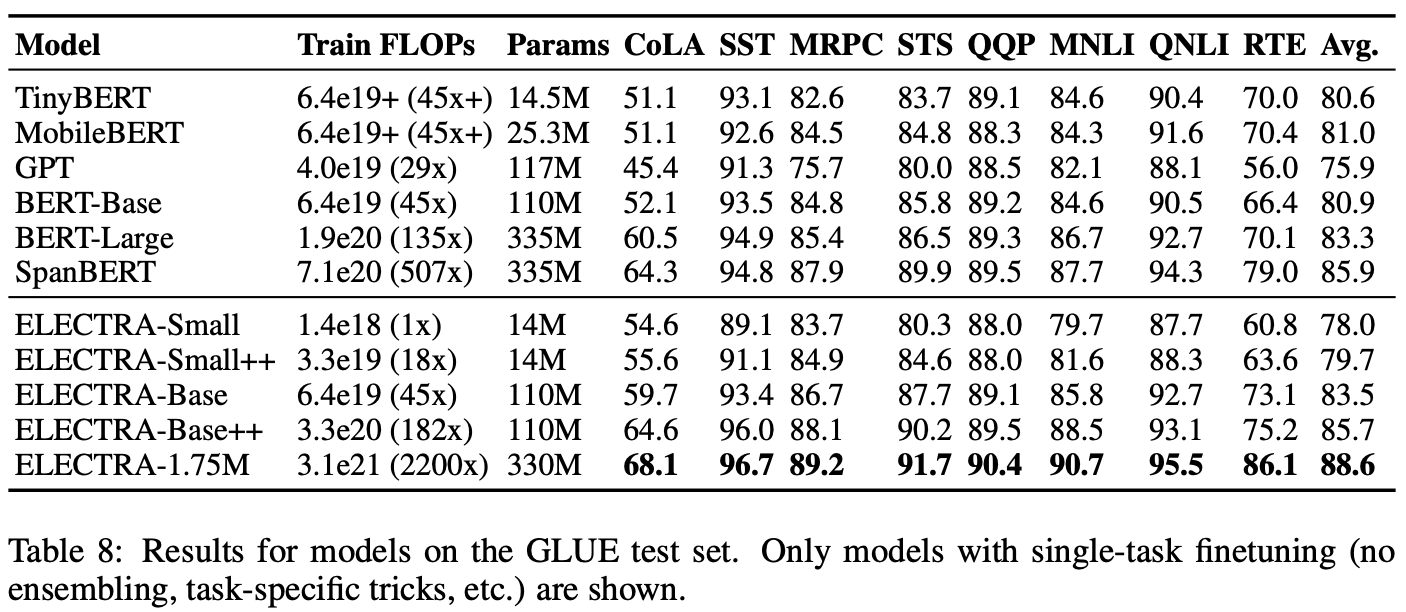 Model Train FLOPs Params CoLA SST MRPC STS QQP MNLI QNLI RTE Avg.
TinyBERT 6.4e19+ (45x+) 14.5M 51.1 93.1 82.6 83.7 89.1 84.6 90.4 70.0 80.6
MobileBERT 6.4e19+ (45x+) 25.3M 51.1 92.6 84.5 84.8 88.3 84.3 91.6 70.4 81.0
GPT 4.0e19 (29x) 117M 45.4 91.3 75.7 80.0 88.5 82.1 88.1 56.0 75.9
BERT-Base 6.4e19 (45x) 110M 52.1 93.5 84.8 85.8 89.2 84.6 90.5 66.4 80.9
BERT-Large 1.9e20 (135x) 335M 60.5 94.9 85.4 86.5 89.3 86.7 92.7 70.1 83.3
SpanBERT 7.1e20 (507x) 335M 64.3 94.8 87.9 89.9 89.5 87.7 94.3 79.0 85.9
ELECTRA-Small 1.4e18 (1x) 14M 54.6 89.1 83.7 80.3 88.0 79.7 87.7 60.8 78.0
ELECTRA-Small++ 3.3e19 (18x) 14M 55.6 91.1 84.9 84.6 88.0 81.6 88.3 63.6 79.7
ELECTRA-Base 6.4e19 (45x) 110M 59.7 93.4 86.7 87.7 89.1 85.8 92.7 73.1 83.5
ELECTRA-Base++ 3.3e20 (182x) 110M 64.6 96.0 88.1 90.2 89.5 88.5 93.1 75.2 85.7
ELECTRA-1.75M 3.1e21 (2200x) 330M 68.1 96.7 89.2 91.7 90.4 90.7 95.5 86.1 88.6
Table 8: Results for models on the GLUE test set. Only models with single-task finetuning (no
ensembling, task-specific tricks, etc.) are shown.